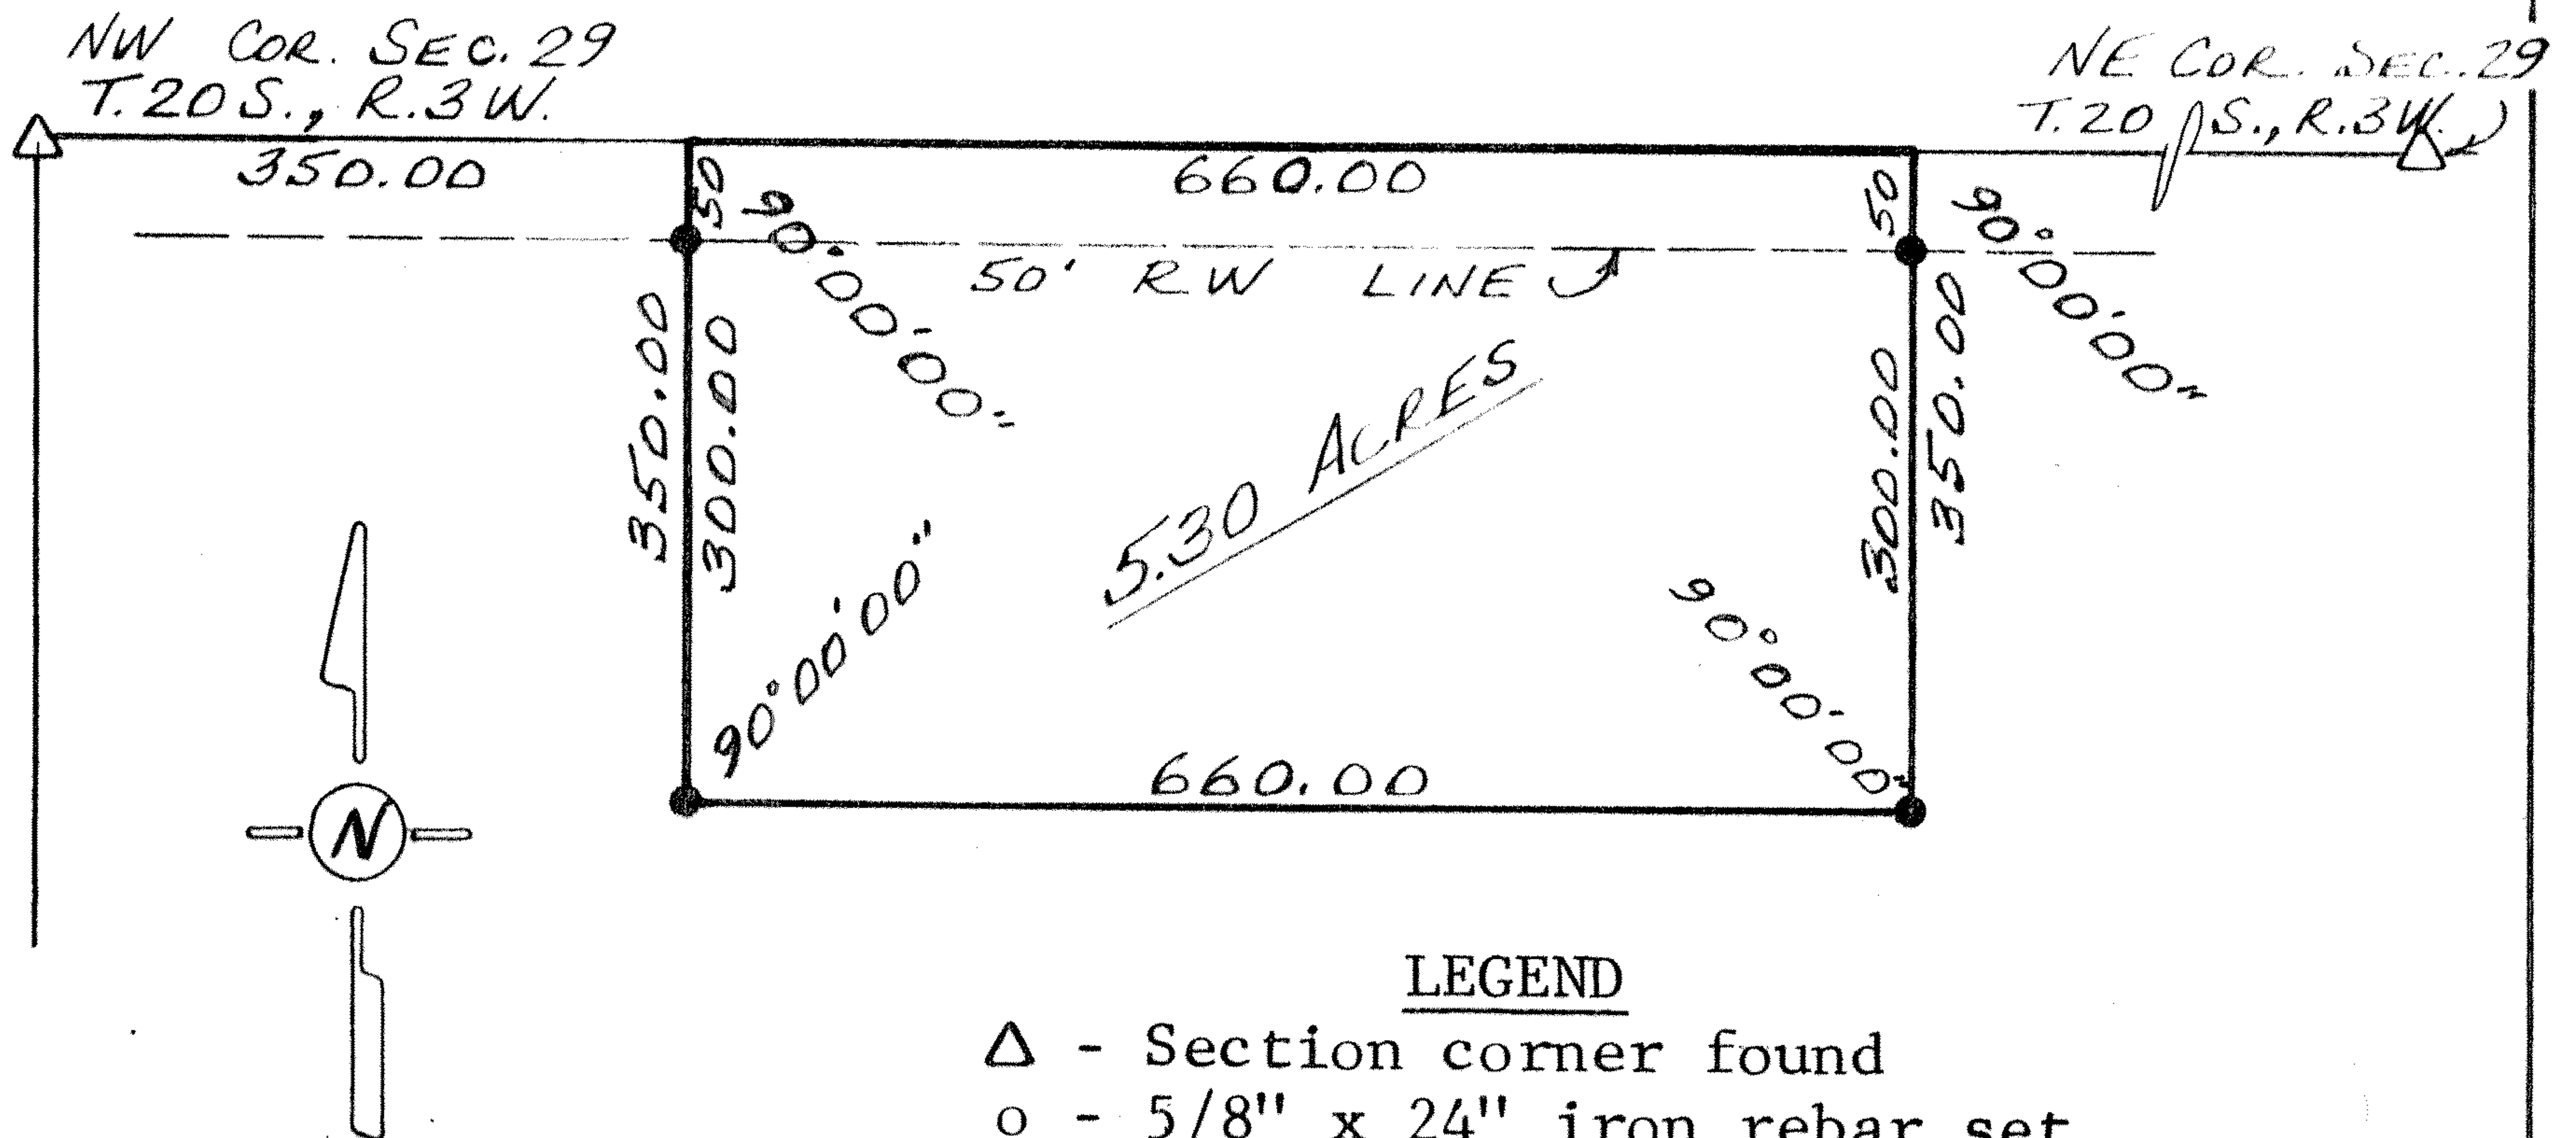 NW COR. SEC. 29
T. 20 S., R. 3 W.
NE COR. SEC. 29
T. 20 S., R. 3 W.
350.00
660.00
50
50
90°00'00"
90°00'00"
50' RW LINE
350.00
300.00
300.00
350.00
5.30 ACRES
90°00'00"
90°00'00"
660.00
N
LEGEND
Δ - Section corner found
o - 5/8" x 24" iron rebar set